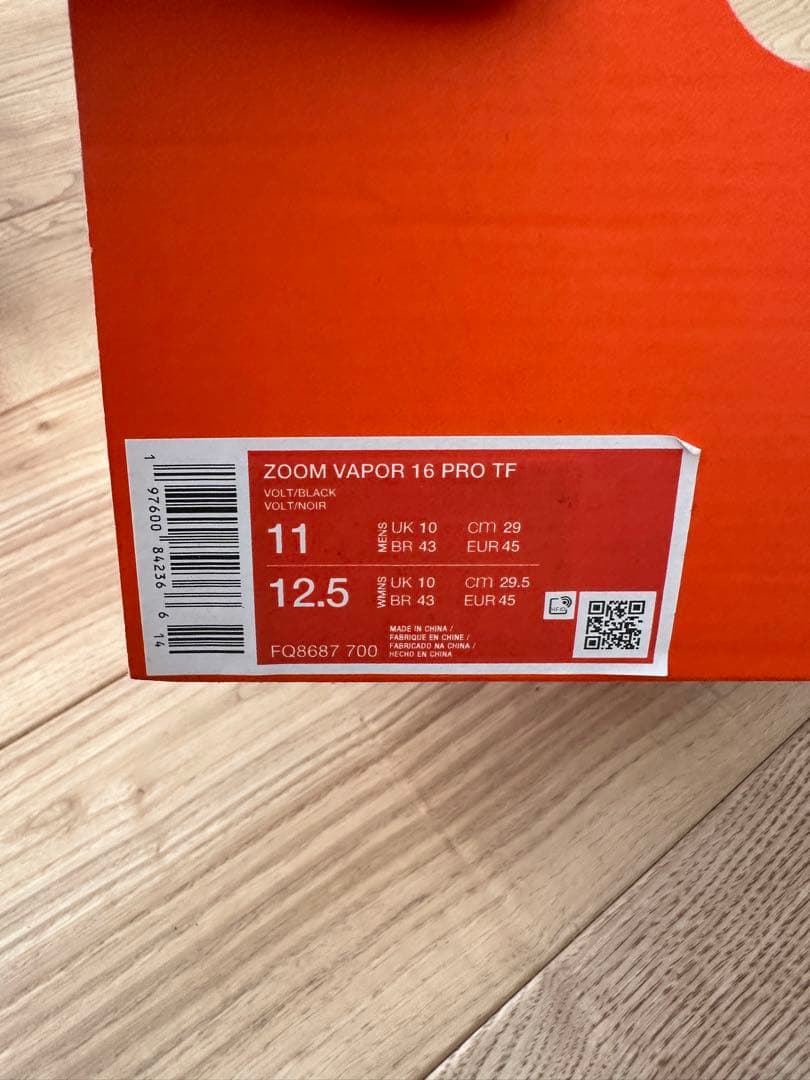 ZOOM VAPOR 16 PRO TF
VOLT/BLACK
VOLT/NOIR
11 MENS UK 10 cm 29
BR 43 EUR 45
12.5 WMNS UK 10 cm 29.5
BR 43 EUR 45
FQ8687 700
MADE IN CHINA /
FABRIQUE EN CHINE /
FABRICADO NA CHINA /
HECHO EN CHINA
1 97600 84236 6 14